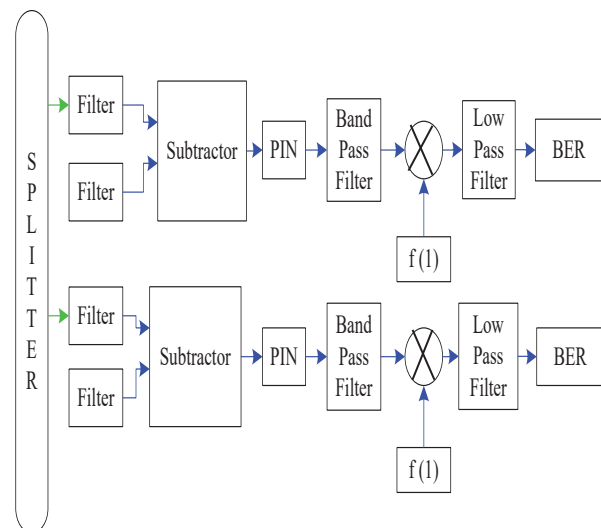 SPLITTER
Filter
Filter
Subtractor
PIN
Band
Pass
Filter
Low
Pass
Filter
BER
f (1)
Filter
Filter
Subtractor
PIN
Band
Pass
Filter
Low
Pass
Filter
BER
f (1)